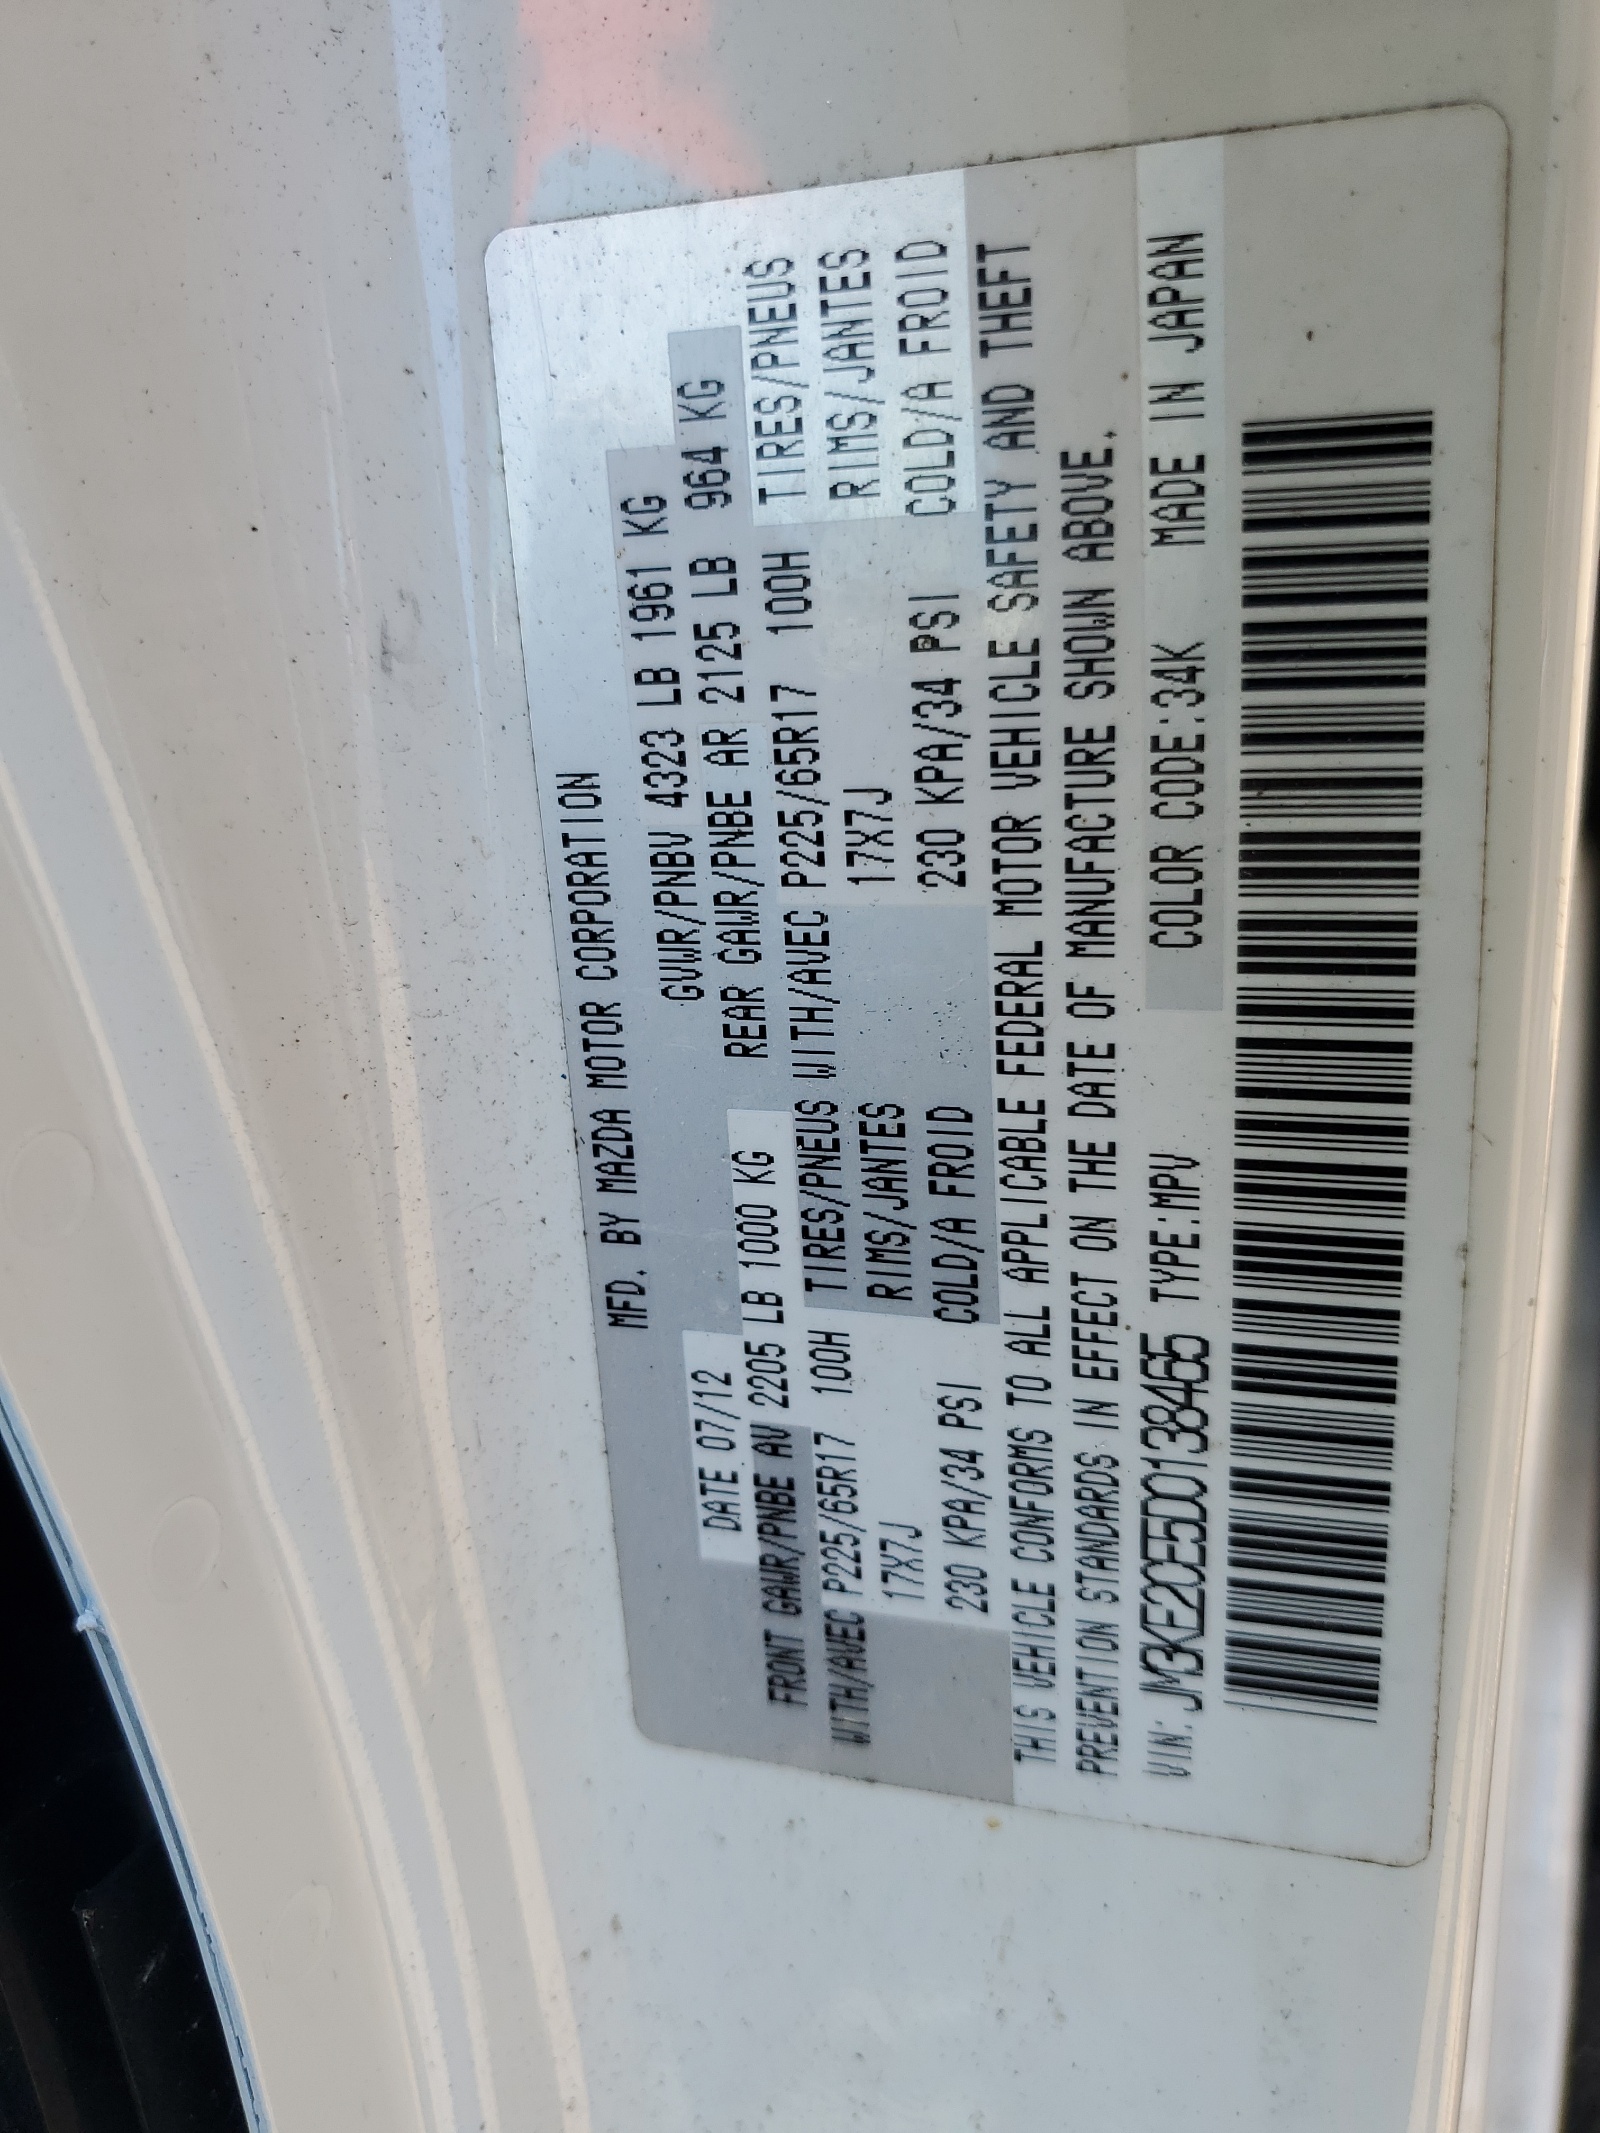 MFD. BY MAZDA MOTOR CORPORATION
DATE 07/12 GVWR/PNBV 4323 LB 1961 KG
FRONT GAWR/PNBE AV 2205 LB 1000 KG REAR GAWR/PNBE AR 2125 LB 964 KG
WITH/AVEC P225/65R17 100H TIRES/PNEUS WITH/AVEC P225/65R17 100H TIRES/PNEUS
17X7J RIMS/JANTES 17X7J RIMS/JANTES
230 KPA/34 PSI COLD/A FROID 230 KPA/34 PSI COLD/A FROID
THIS VEHICLE CONFORMS TO ALL APPLICABLE FEDERAL MOTOR VEHICLE SAFETY AND THEFT
PREVENTION STANDARDS IN EFFECT ON THE DATE OF MANUFACTURE SHOWN ABOVE.
VIN: JM3KE2CE5D0138465 TYPE:MPV COLOR CODE:34K MADE IN JAPAN